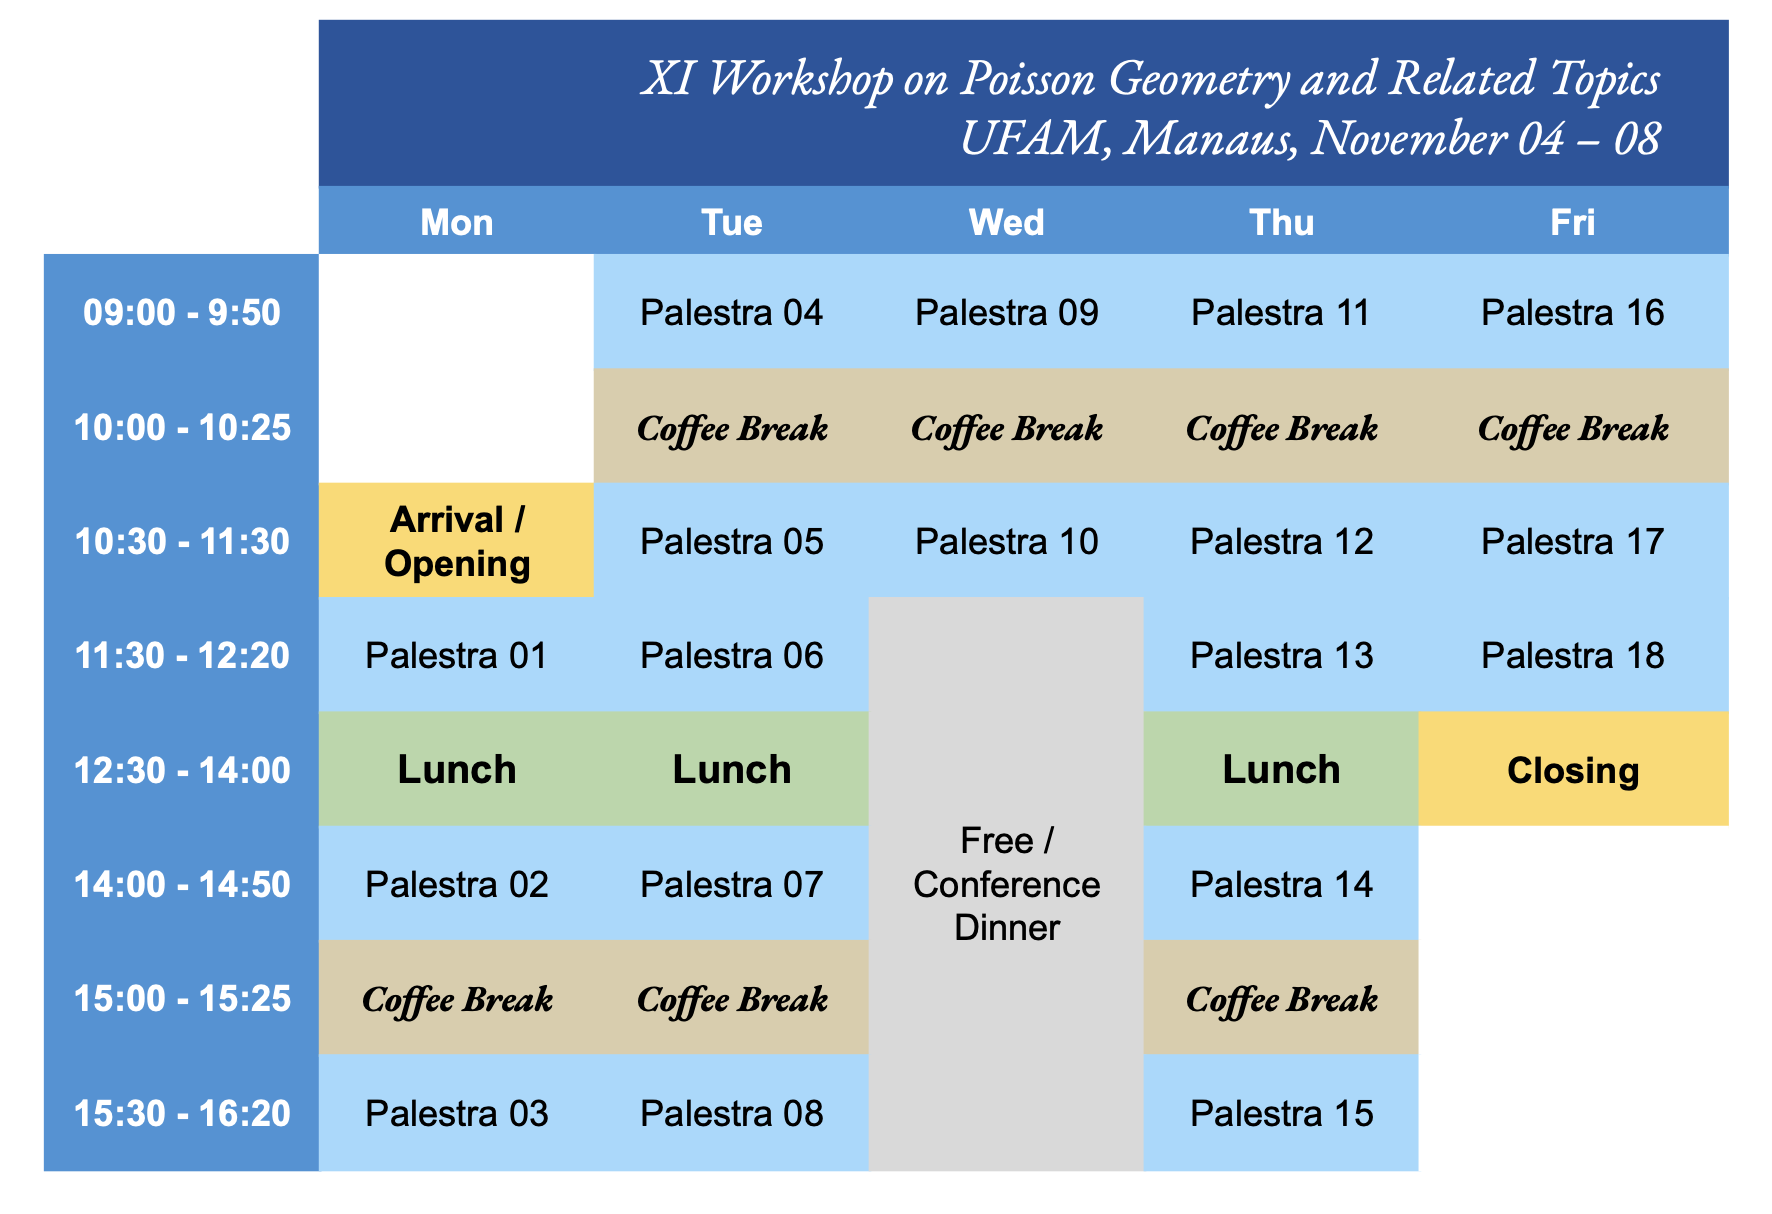 XI Workshop on Poisson Geometry and Related Topics
UFAM, Manaus, November 04 – 08
Mon Tue Wed Thu Fri
09:00 - 9:50 Palestra 04 Palestra 09 Palestra 11 Palestra 16
10:00 - 10:25 Coffee Break Coffee Break Coffee Break Coffee Break
10:30 - 11:30 Arrival / Opening Palestra 05 Palestra 10 Palestra 12 Palestra 17
11:30 - 12:20 Palestra 01 Palestra 06 Palestra 13 Palestra 18
12:30 - 14:00 Lunch Lunch Lunch Closing
Free /
Conference
Dinner
14:00 - 14:50 Palestra 02 Palestra 07 Palestra 14
15:00 - 15:25 Coffee Break Coffee Break Coffee Break
15:30 - 16:20 Palestra 03 Palestra 08 Palestra 15